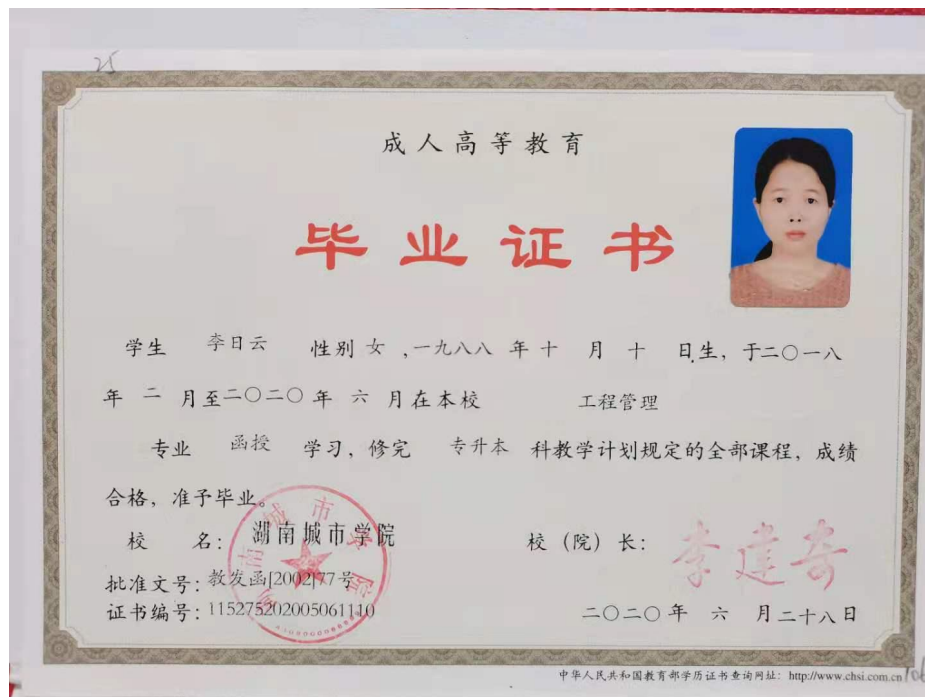 25
成人高等教育
毕业证书
学生 李日云 性别 女 ,一九八八 年 十 月 十 日生，于二〇一八
年 二 月至二〇二〇年 六 月在本校 工程管理
专业 函授 学习，修完 专升本 科教学计划规定的全部课程，成绩
合格，准予毕业。
校 名：湖南城市学院 校（院）长：李建奇
批准文号：教发函[2002]77号
证书编号：115275202005061110
二〇二〇年 六 月二十八日
中华人民共和国教育部学历证书查询网址：http://www.chsi.com.cn